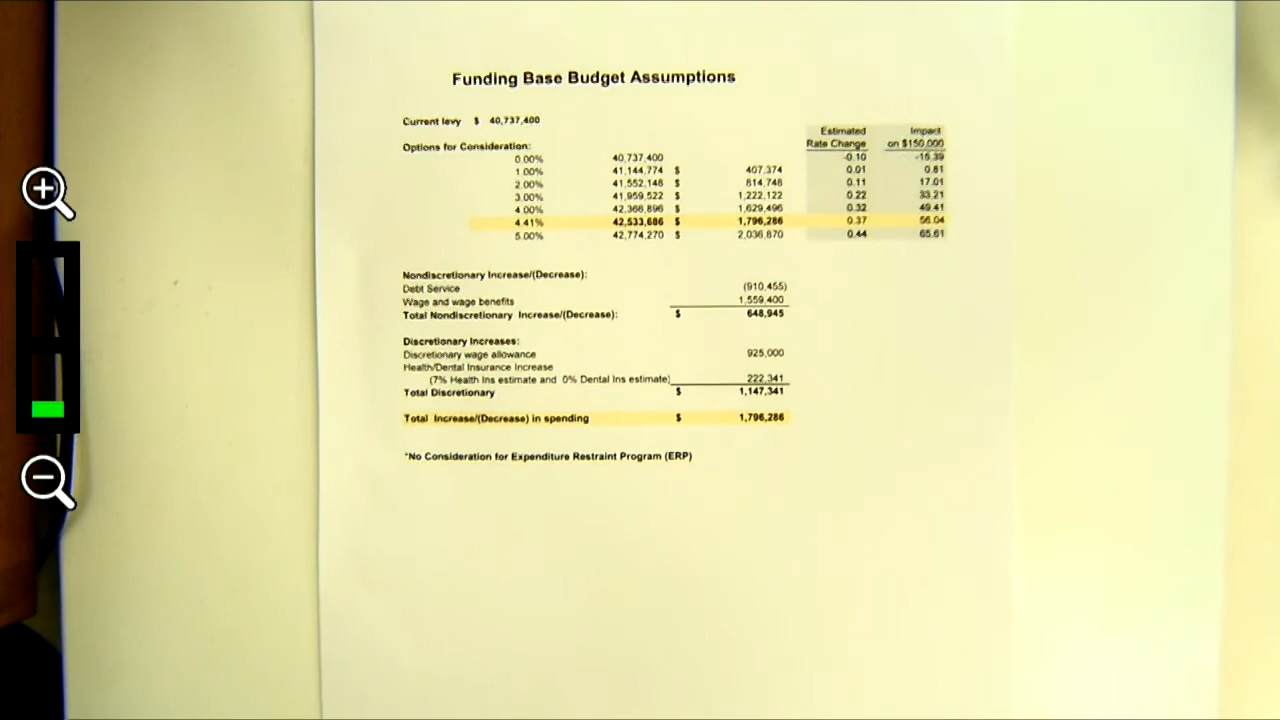 Funding Base Budget Assumptions
Current levy $ 40,737,400
Estimated Impact
Options for Consideration: Rate Change on $150,000
0.00% 40,737,400 -0.10 -15.39
1.00% 41,144,774 $ 407,374 0.01 0.81
2.00% 41,552,148 $ 814,748 0.11 17.01
3.00% 41,959,522 $ 1,222,122 0.22 33.21
4.00% 42,366,896 $ 1,629,496 0.32 49.41
4.41% 42,533,686 $ 1,796,286 0.37 56.04
5.00% 42,774,270 $ 2,036,870 0.44 65.61
Nondiscretionary Increase/(Decrease):
Debt Service (910,455)
Wage and wage benefits 1,559,400
Total Nondiscretionary Increase/(Decrease): $ 648,945
Discretionary Increases:
Discretionary wage allowance 925,000
Health/Dental Insurance Increase
(7% Health Ins estimate and 0% Dental Ins estimate) 222,341
Total Discretionary $ 1,147,341
Total Increase/(Decrease) in spending $ 1,796,286
*No Consideration for Expenditure Restraint Program (ERP)